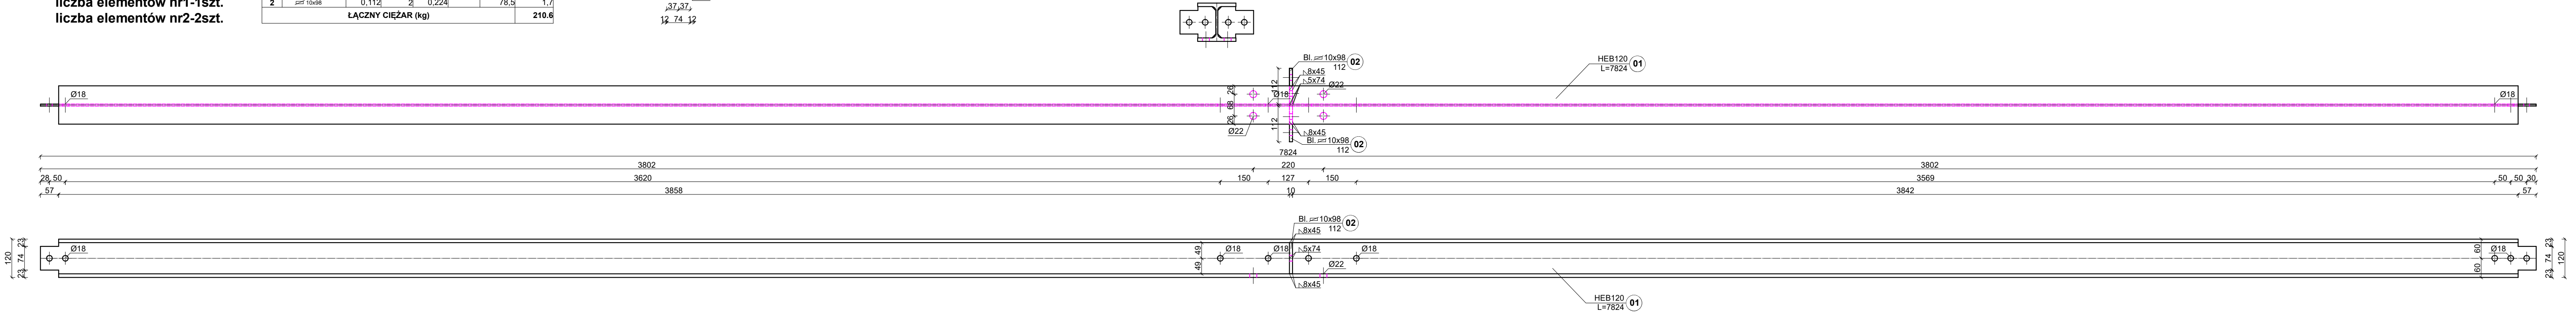 liczba elementów nr1-1szt.
liczba elementów nr2-2szt.
2 10x98 0,112 2 0,224 78,5 1,7
ŁĄCZNY CIĘŻAR (kg) 210.6
37 37
12 74 12
Bl. 10x98 02
112
HEB120 01
L=7824
8x45
5x74
112
26
Ø18
Ø18
Ø22
Ø18
68
26
112
Ø22
8x45
Bl. 10x98 02
112
7824
3802 220 3802
28 50 3620 150 127 150 3569 50 50 30
57 3858 10 3842 57
Bl. 10x98 02
112
8x45
120
23
74
23
Ø18
49
49
Ø18
Ø18
5x74
Ø18
Ø22
Ø18
60
60
23
74
23
120
8x45
HEB120 01
L=7824